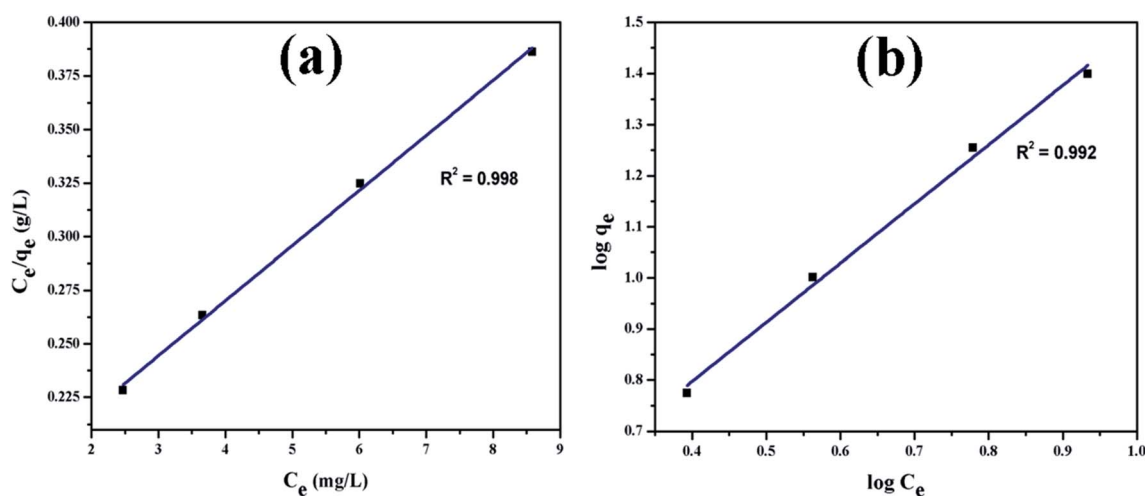 (a)
0.400
0.375
0.350
0.325
0.300
0.275
0.250
0.225
Ce/qe (g/L)
R² = 0.998
2 3 4 5 6 7 8 9
Ce (mg/L)
(b)
1.5
1.4
1.3
1.2
1.1
1.0
0.9
0.8
0.7
log qe
R² = 0.992
0.4 0.5 0.6 0.7 0.8 0.9 1.0
log Ce